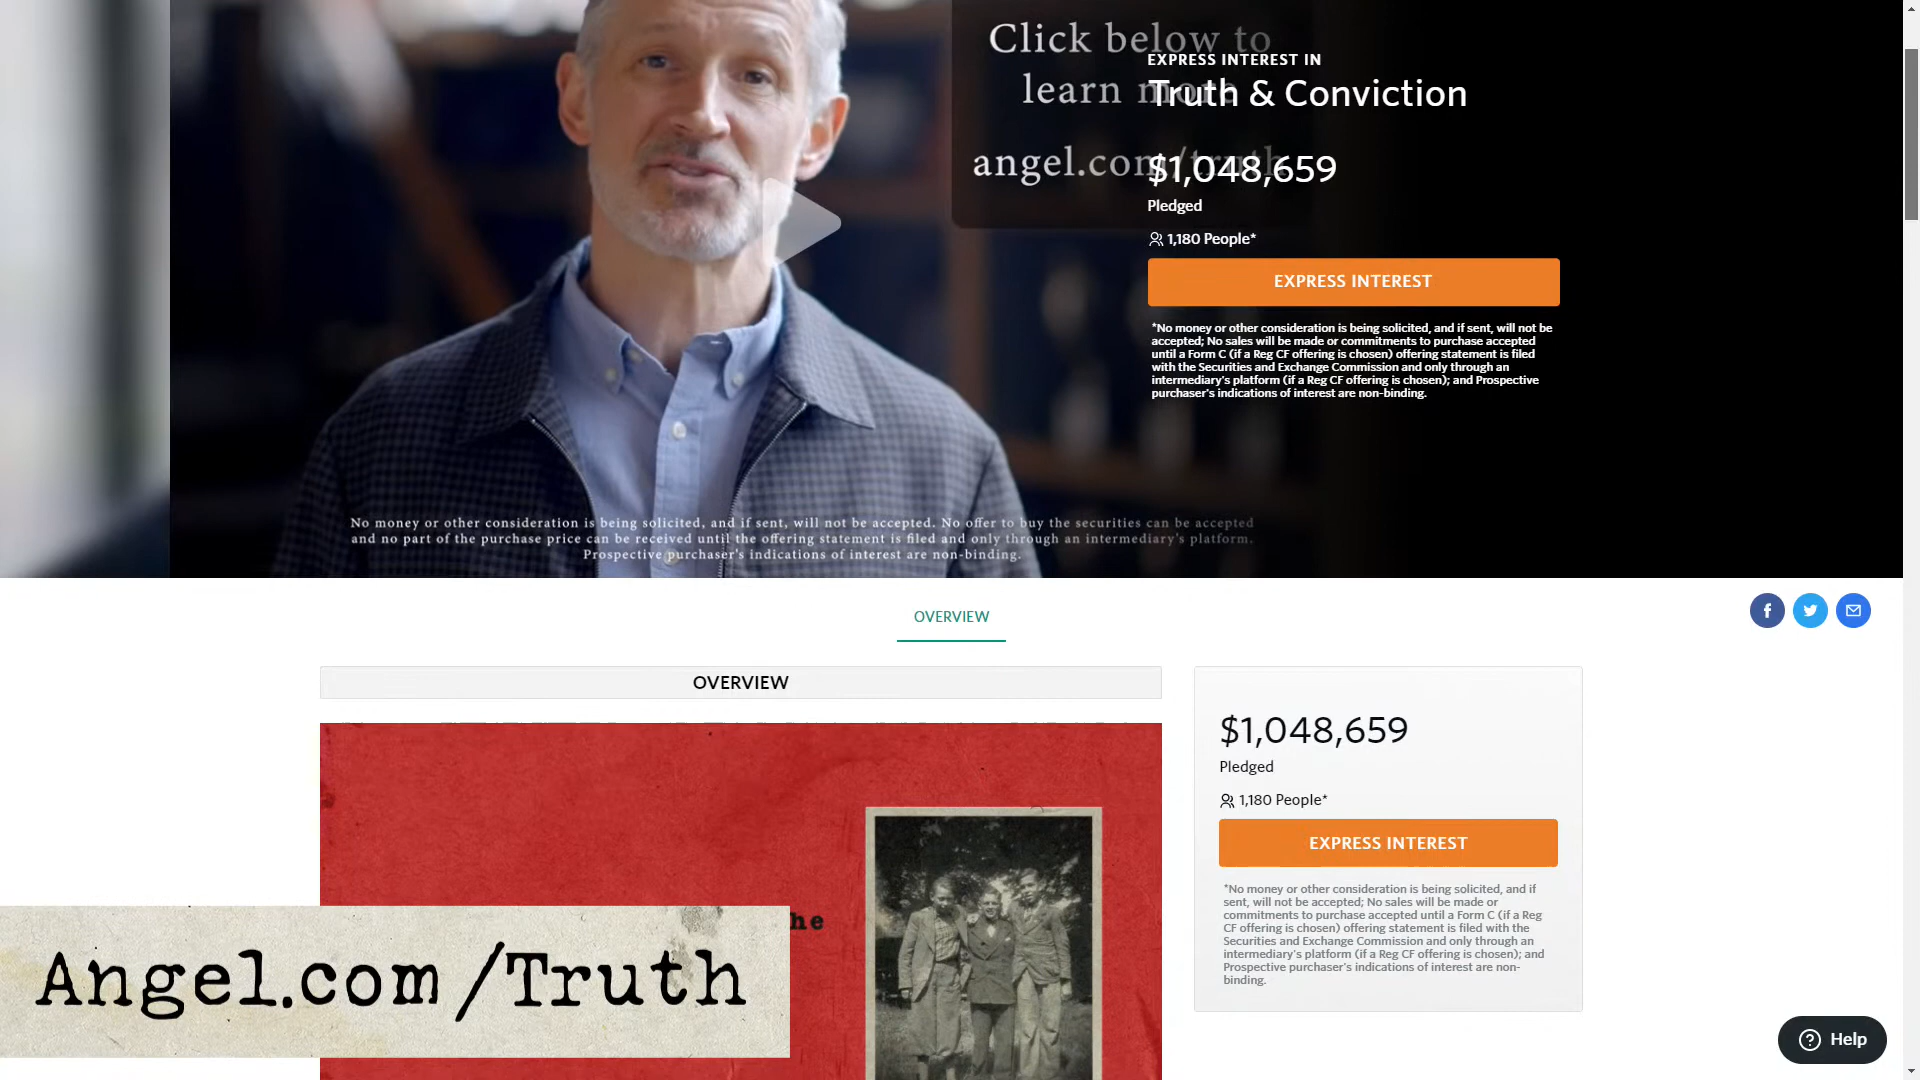 Click below to
learn more
angel.com/truth
EXPRESS INTEREST IN
Truth & Conviction
$1,048,659
Pledged
1,180 People*
EXPRESS INTEREST
*No money or other consideration is being solicited, and if sent, will not be
accepted; No sales will be made or commitments to purchase accepted
until a Form C (if a Reg CF offering is chosen) offering statement is filed
with the Securities and Exchange Commission and only through an
intermediary's platform (if a Reg CF offering is chosen); and Prospective
purchaser's indications of interest are non-binding.
No money or other consideration is being solicited, and if sent, will not be accepted. No offer to buy the securities can be accepted
and no part of the purchase price can be received until the offering statement is filed and only through an intermediary's platform.
Prospective purchaser's indications of interest are non-binding.
OVERVIEW
OVERVIEW
$1,048,659
Pledged
1,180 People*
EXPRESS INTEREST
*No money or other consideration is being solicited, and if
sent, will not be accepted; No sales will be made or
commitments to purchase accepted until a Form C (if a Reg
CF offering is chosen) offering statement is filed with the
Securities and Exchange Commission and only through an
intermediary's platform (if a Reg CF offering is chosen); and
Prospective purchaser's indications of interest are non-
binding.
he
Angel.com/Truth
Help